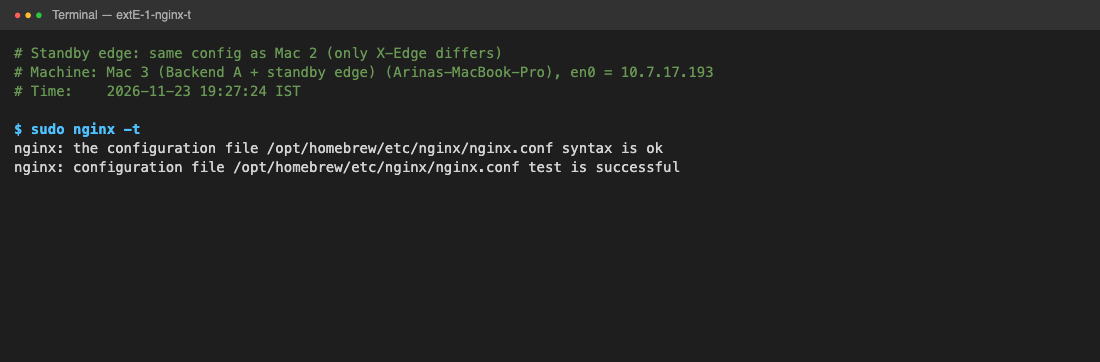 Terminal — extE-1-nginx-t
# Standby edge: same config as Mac 2 (only X-Edge differs)
# Machine: Mac 3 (Backend A + standby edge) (Arinas-MacBook-Pro), en0 = 10.7.17.193
# Time:    2026-11-23 19:27:24 IST
$ sudo nginx -t
nginx: the configuration file /opt/homebrew/etc/nginx/nginx.conf syntax is ok
nginx: configuration file /opt/homebrew/etc/nginx/nginx.conf test is successful